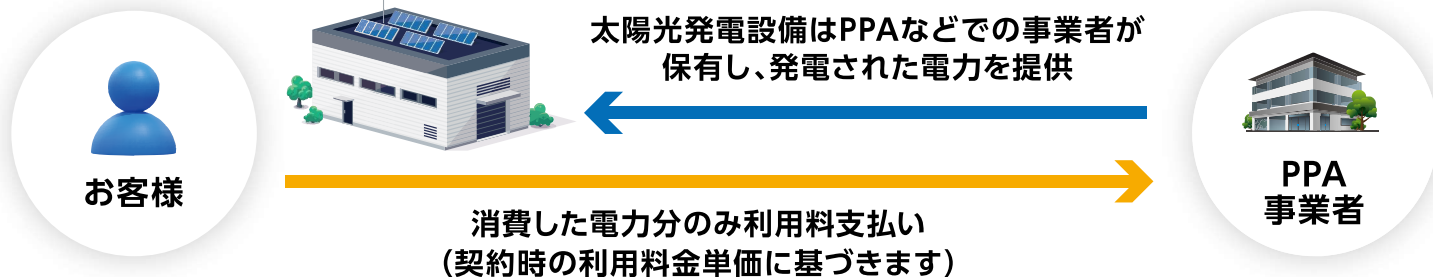 太陽光発電設備はPPAなどでの事業者が
保有し、発電された電力を提供
お客様
PPA
事業者
消費した電力分のみ利用料支払い
(契約時の利用料金単価に基づきます)